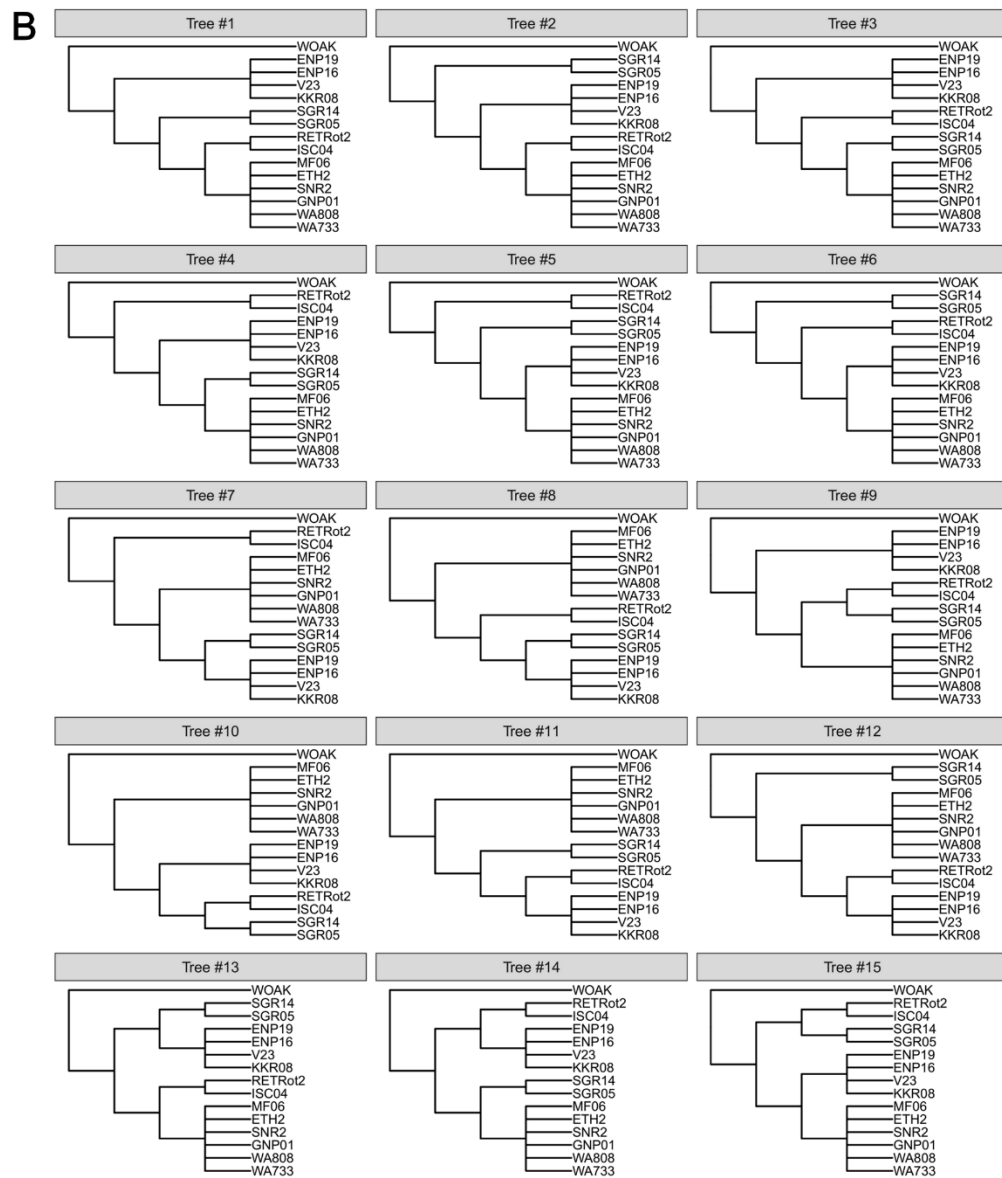 B
Tree #1
WOAK
ENP19
ENP16
V23
KKR08
SGR14
SGR05
RETRot2
ISC04
MF06
ETH2
SNR2
GNP01
WA808
WA733
Tree #2
WOAK
SGR14
SGR05
ENP19
ENP16
V23
KKR08
RETRot2
ISC04
MF06
ETH2
SNR2
GNP01
WA808
WA733
Tree #3
WOAK
ENP19
ENP16
V23
KKR08
RETRot2
ISC04
SGR14
SGR05
MF06
ETH2
SNR2
GNP01
WA808
WA733
Tree #4
WOAK
RETRot2
ISC04
ENP19
ENP16
V23
KKR08
SGR14
SGR05
MF06
ETH2
SNR2
GNP01
WA808
WA733
Tree #5
WOAK
RETRot2
ISC04
SGR14
SGR05
ENP19
ENP16
V23
KKR08
MF06
ETH2
SNR2
GNP01
WA808
WA733
Tree #6
WOAK
SGR14
SGR05
RETRot2
ISC04
ENP19
ENP16
V23
KKR08
MF06
ETH2
SNR2
GNP01
WA808
WA733
Tree #7
WOAK
RETRot2
ISC04
MF06
ETH2
SNR2
GNP01
WA808
WA733
SGR14
SGR05
ENP19
ENP16
V23
KKR08
Tree #8
WOAK
MF06
ETH2
SNR2
GNP01
WA808
WA733
RETRot2
ISC04
SGR14
SGR05
ENP19
ENP16
V23
KKR08
Tree #9
WOAK
ENP19
ENP16
V23
KKR08
RETRot2
ISC04
SGR14
SGR05
MF06
ETH2
SNR2
GNP01
WA808
WA733
Tree #10
WOAK
MF06
ETH2
SNR2
GNP01
WA808
WA733
ENP19
ENP16
V23
KKR08
RETRot2
ISC04
SGR14
SGR05
Tree #11
WOAK
MF06
ETH2
SNR2
GNP01
WA808
WA733
SGR14
SGR05
RETRot2
ISC04
ENP19
ENP16
V23
KKR08
Tree #12
WOAK
SGR14
SGR05
MF06
ETH2
SNR2
GNP01
WA808
WA733
RETRot2
ISC04
ENP19
ENP16
V23
KKR08
Tree #13
WOAK
SGR14
SGR05
ENP19
ENP16
V23
KKR08
RETRot2
ISC04
MF06
ETH2
SNR2
GNP01
WA808
WA733
Tree #14
WOAK
RETRot2
ISC04
ENP19
ENP16
V23
KKR08
SGR14
SGR05
MF06
ETH2
SNR2
GNP01
WA808
WA733
Tree #15
WOAK
RETRot2
ISC04
SGR14
SGR05
ENP19
ENP16
V23
KKR08
MF06
ETH2
SNR2
GNP01
WA808
WA733